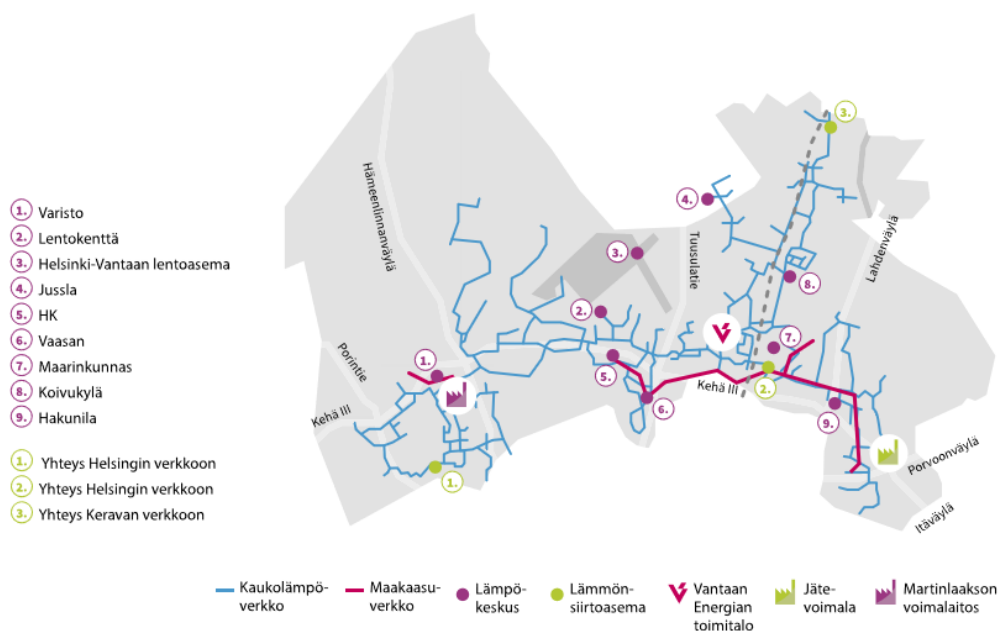 1. Varisto
2. Lentokenttä
3. Helsinki-Vantaan lentoasema
4. Jussla
5. HK
6. Vaasan
7. Maarinkunnas
8. Koivukylä
9. Hakunila
1. Yhteys Helsingin verkkoon
2. Yhteys Helsingin verkkoon
3. Yhteys Keravan verkkoon
3.
Hämeenlinnanväylä
4.
Tuusulatie
Lahdenväylä
3.
8.
2.
Porintie
1.
5.
7.
Kehä III
Kehä III
2.
6.
9.
1.
Porvoonväylä
Itäväylä
Kaukolämpö-
verkko
Maakaasu-
verkko
Lämpö-
keskus
Lämmön-
siirtoasema
Vantaan
Energian
toimitalo
Jäte-
voimala
Martinlaakson
voimalaitos